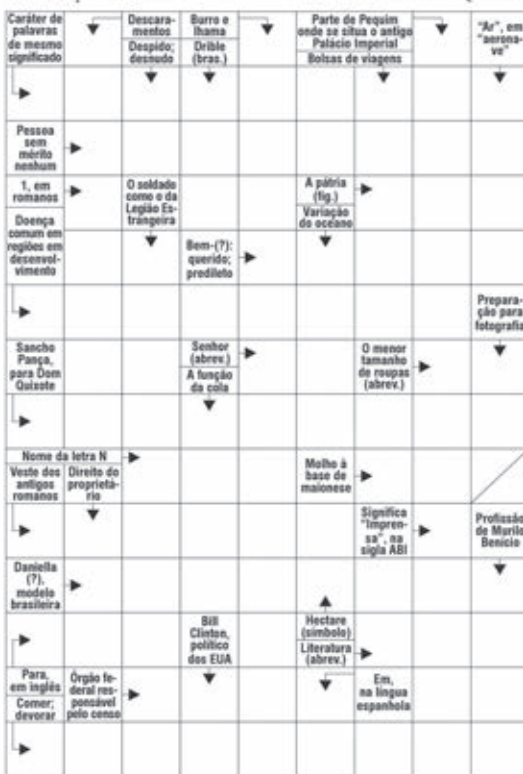 Caráter de
palavras
de mesmo
significado
Descara-
mentos
Despido;
desnudo
Burro e
lhama
Drible
(bras.)
Parte de Pequim
onde se situa o antigo
Palácio Imperial
Bolsas de viagens
"Ar", em
"aerona-
ve"
Pessoa
sem
mérito
nenhum
1, em
romanos
Doença
comum em
regiões em
desenvol-
vimento
O soldado
como o da
Legião Es-
trangeira
A pátria
(fig.)
Variação
do oceano
Bem-(?):
querido;
predileto
Prepara-
ção para
fotografia
Sancho
Pança,
para Dom
Quixote
Senhor
(abrev.)
A função
da cola
O menor
tamanho
de roupas
(abrev.)
Nome da letra N
Veste dos
antigos
romanos
Direito do
proprietá-
rio
Molho à
base de
maionese
Significa
"Impren-
sa", na
sigla ABI
Profissão
de Murilo
Benício
Daniella
(?),
modelo
brasileira
Bill
Clinton,
político
dos EUA
Hectare
(símbolo)
Literatura
(abrev.)
Para,
em inglês
Comer;
devorar
Órgão fe-
deral res-
ponsável
pelo censo
Em,
na língua
espanhola